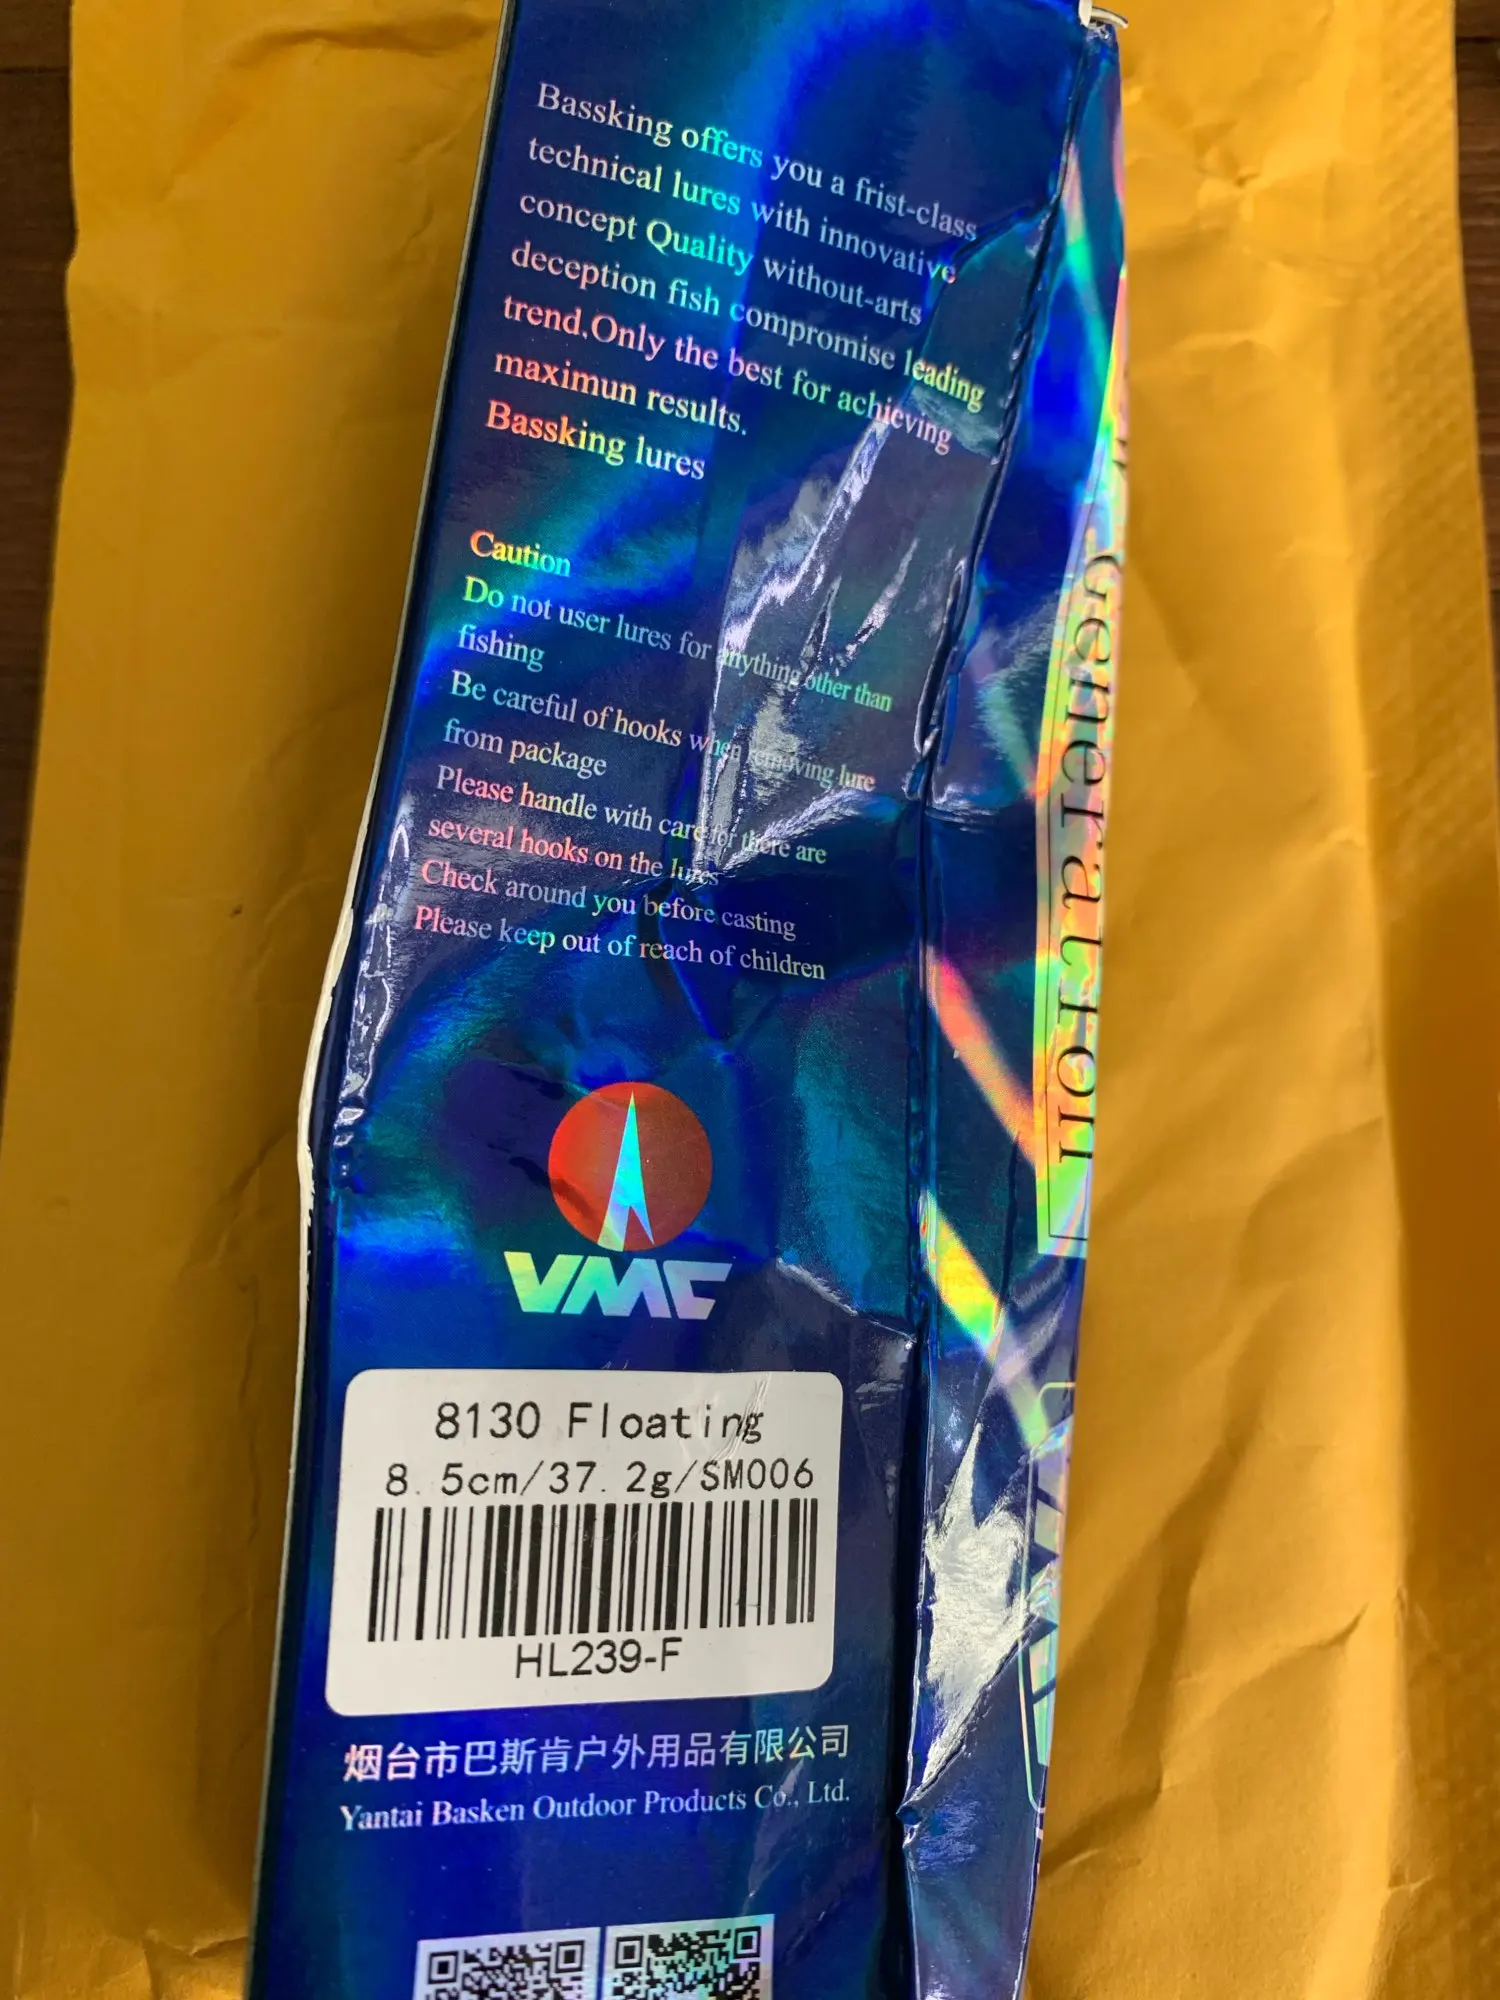 Bassking offers you a frist-class
technical lures with innovative
concept Quality without-arts
deception fish compromise leading
trend.Only the best for achieving
maximun results.
Bassking lures
Caution
Do not user lures for anything other than
fishing
Be careful of hooks when removing lure
from package
Please handle with care for there are
several hooks on the lures
Check around you before casting
Please keep out of reach of children
VMC
8130 Floating
8.5cm/37.2g/SM006
HL239-F
烟台市巴斯肯户外用品有限公司
Yantai Basken Outdoor Products Co., Ltd.
Generation